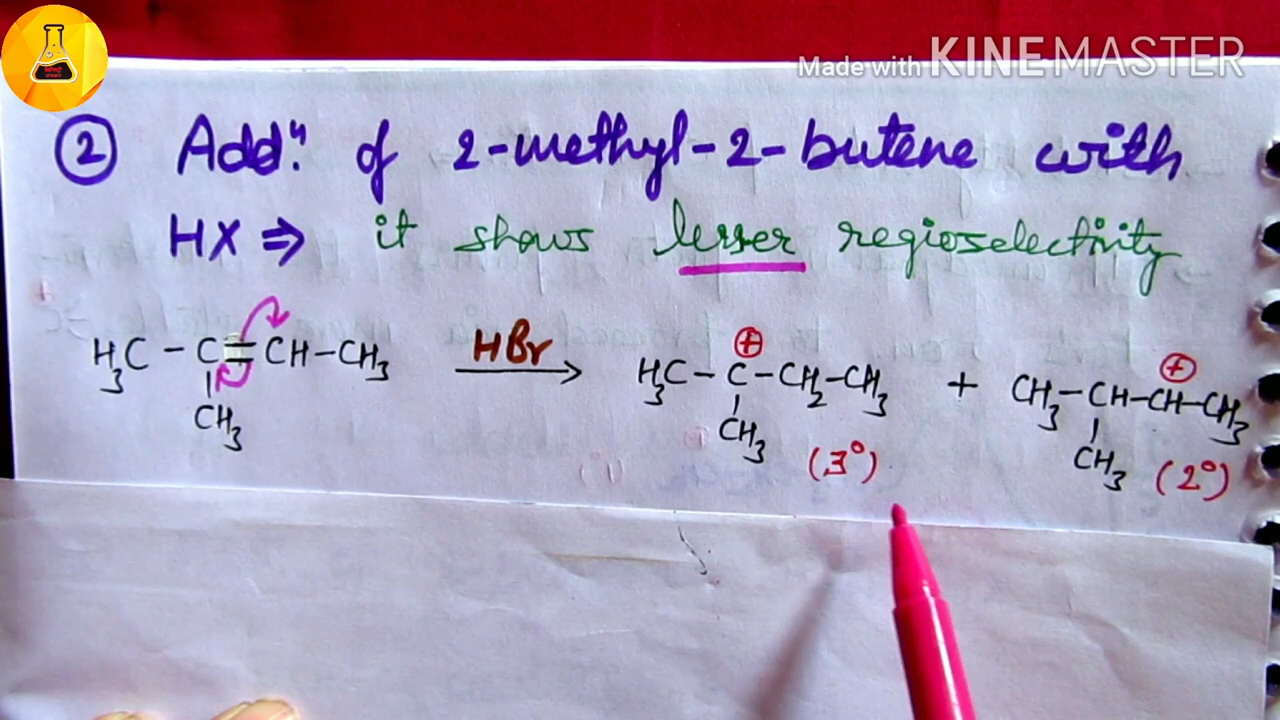 Made with KINEMASTER
② Addⁿ. of 2-methyl-2-butene with
HX ⇒ it shows lesser regioselectivity
H₃C – C = CH – CH₃ HBr → H₃C – C – CH₂ – CH₃ + CH₃ – CH – CH – CH₃
⊕ ⊕
CH₃ CH₃ (3°) CH₃ (2°)